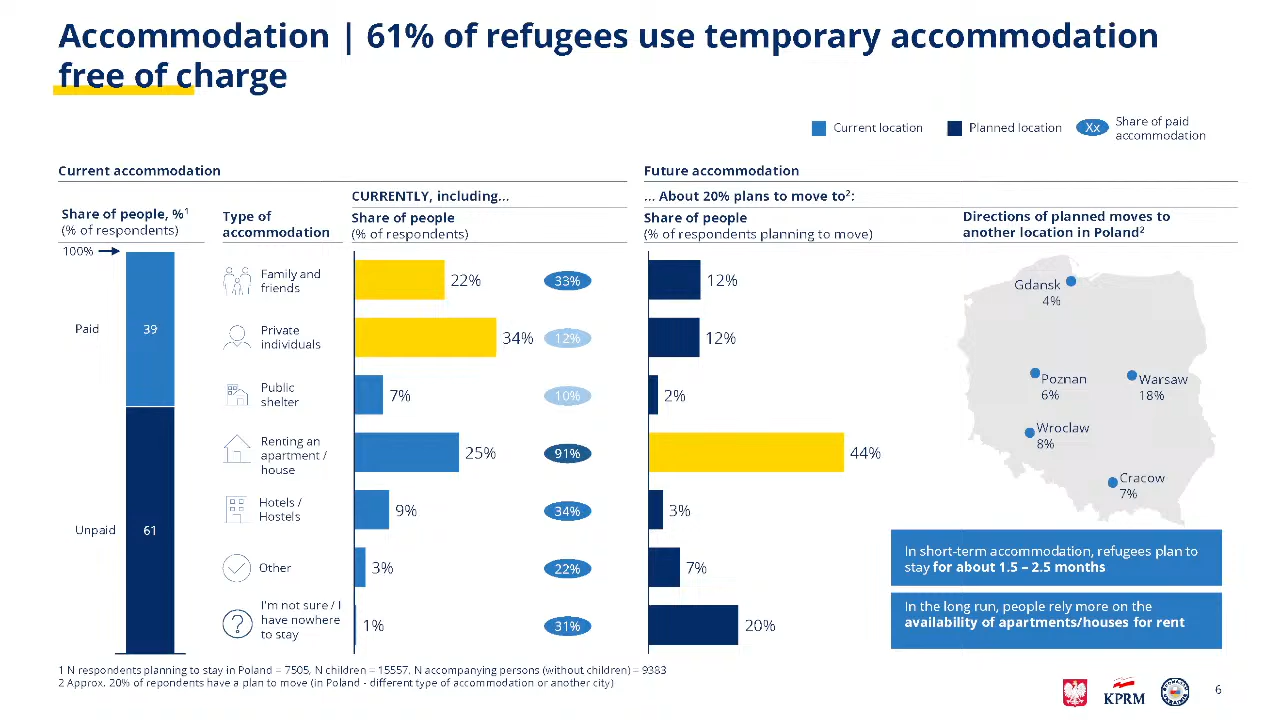 Accommodation | 61% of refugees use temporary accommodation
free of charge
Current location
Planned location
Xx
Share of paid
accommodation
Current accommodation
Future accommodation
CURRENTLY, including...
... About 20% plans to move to2:
Share of people, %1
(% of respondents)
Type of
accommodation
Share of people
(% of respondents)
Share of people
(% of respondents planning to move)
Directions of planned moves to
another location in Poland2
100%
Paid
39
Unpaid
61
Family and
friends
22%
33%
12%
Private
individuals
34%
12%
12%
Public
shelter
7%
10%
2%
Renting an
apartment /
house
25%
91%
44%
Hotels /
Hostels
9%
34%
3%
Other
3%
22%
7%
I'm not sure / I
have nowhere
to stay
1%
31%
20%
Gdansk
4%
Poznan
6%
Warsaw
18%
Wroclaw
8%
Cracow
7%
In short-term accommodation, refugees plan to
stay for about 1.5 – 2.5 months
In the long run, people rely more on the
availability of apartments/houses for rent
1 N respondents planning to stay in Poland = 7505, N children = 15557. N accompanying persons (without children) = 9383
2 Approx. 20% of repondents have a plan to move (in Poland - different type of accommodation or another city)
KPRM
6